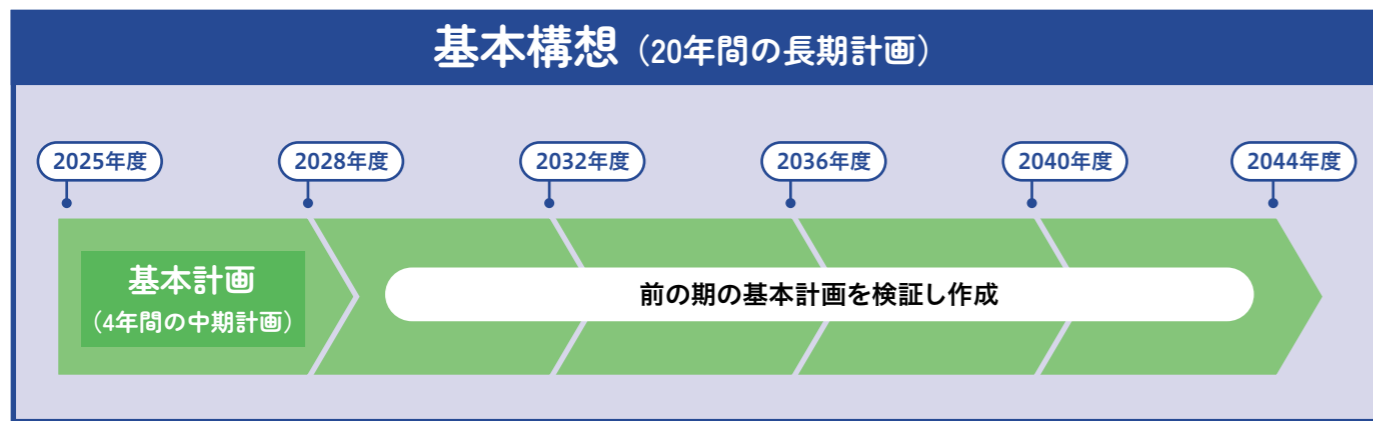 基本構想（20年間の長期計画）
2025年度
2028年度
2032年度
2036年度
2040年度
2044年度
基本計画
（4年間の中期計画）
前の期の基本計画を検証し作成